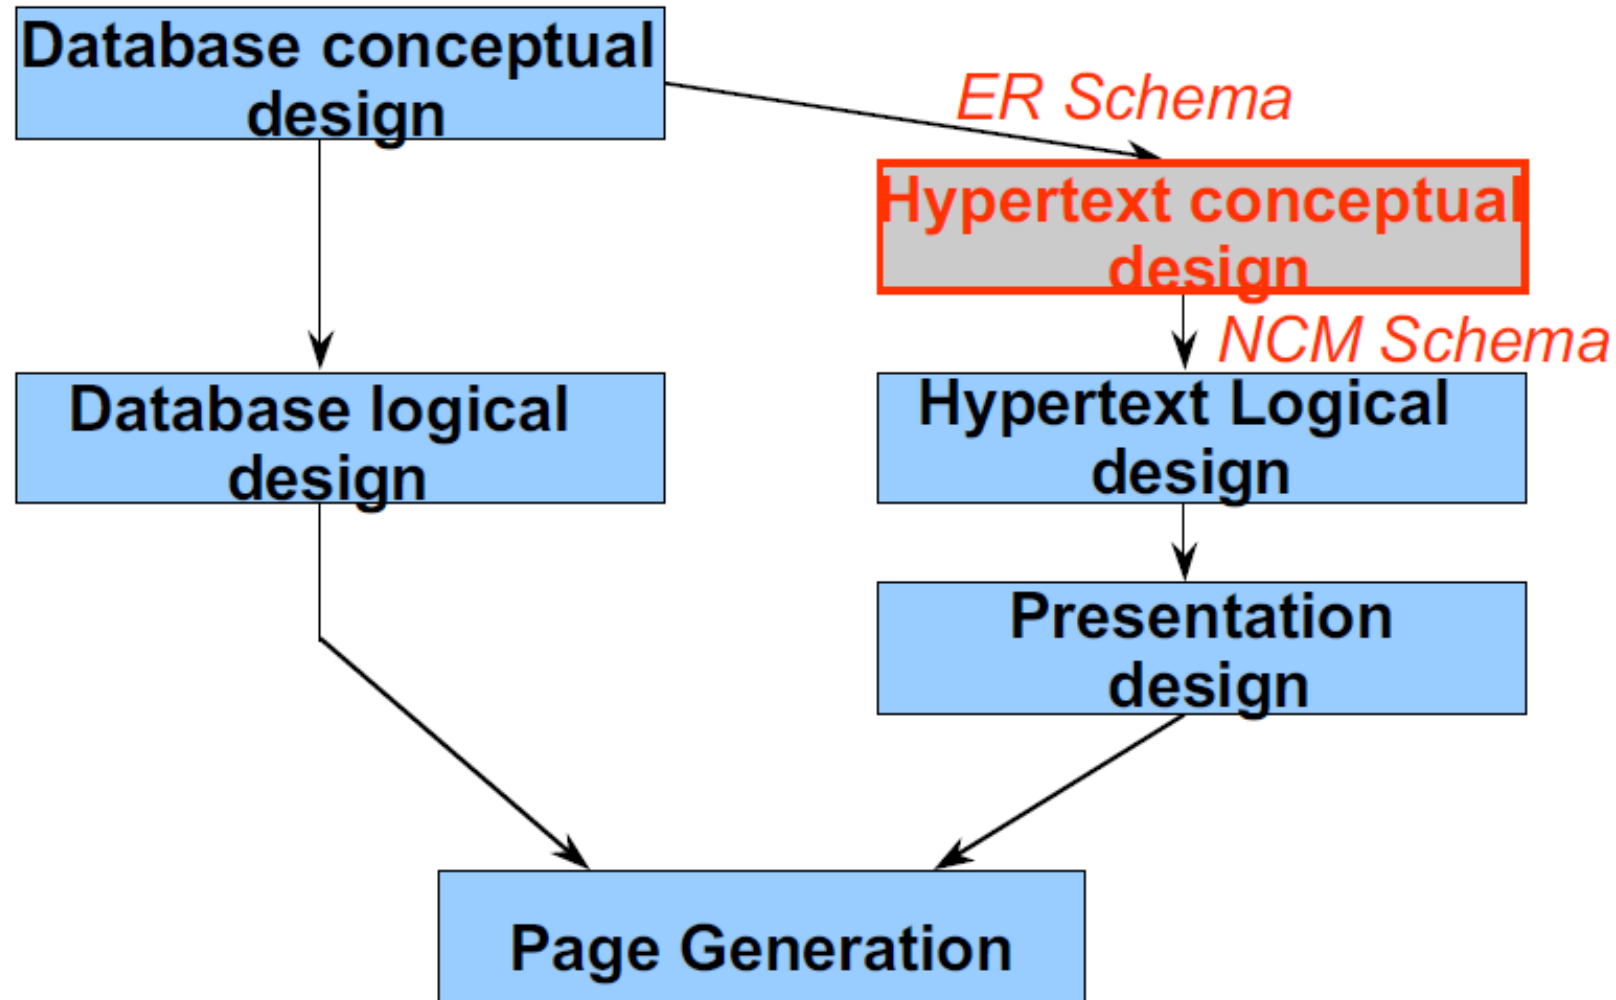 Database conceptual
design
ER Schema
Hypertext conceptual
design
NCM Schema
Database logical
design
Hypertext Logical
design
Presentation
design
Page Generation